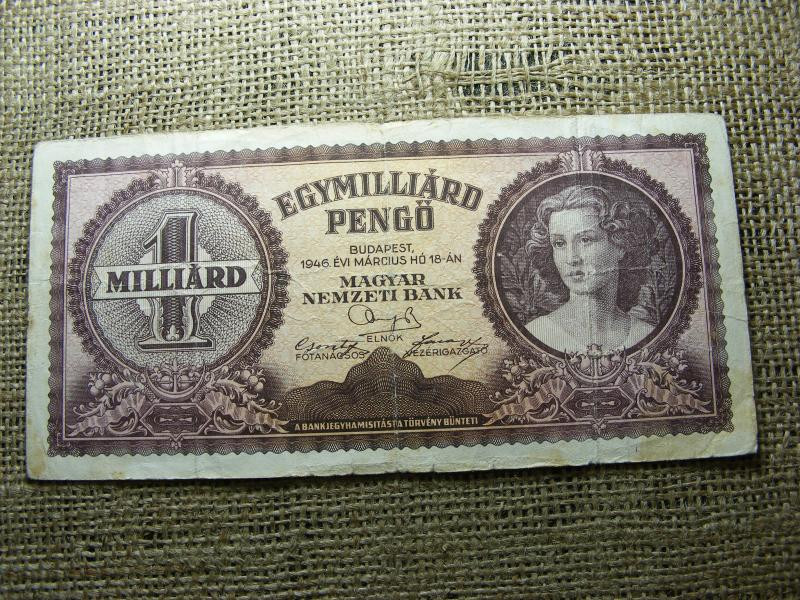 1
MILLIÁRD
EGYMILLIÁRD
PENGŐ
BUDAPEST,
1946. ÉVI MÁRCIUS HÓ 18-ÁN
MAGYAR
NEMZETI BANK
ELNÖK
FŐTANÁCSOS
VEZÉRIGAZGATÓ
A BANKJEGYHAMISÍTÁST A TÖRVÉNY BÜNTETI